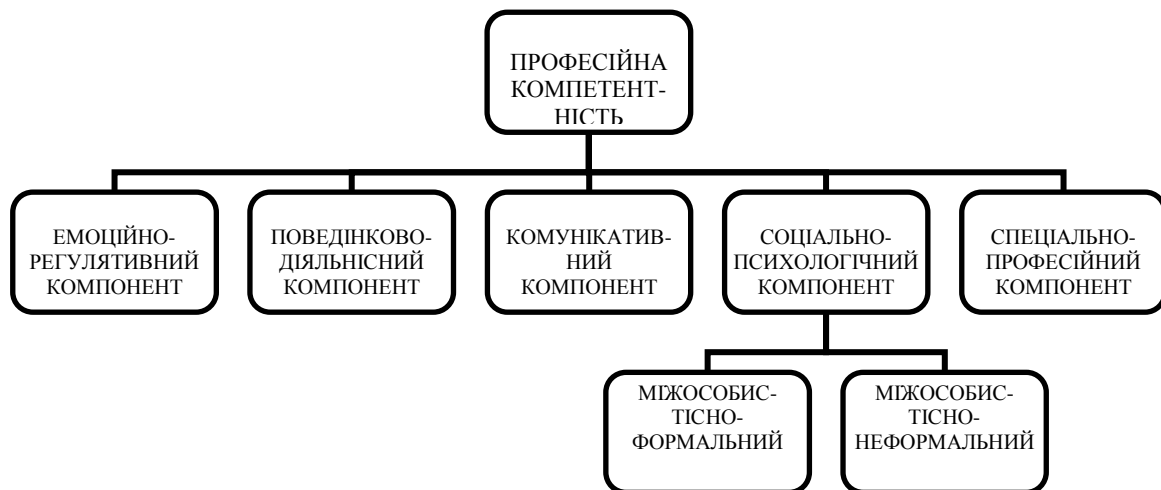 ПРОФЕСІЙНА
КОМПЕТЕНТ-
НІСТЬ
ЕМОЦІЙНО-
РЕГУЛЯТИВНИЙ
КОМПОНЕНТ
ПОВЕДІНКОВО-
ДІЯЛЬНІСНИЙ
КОМПОНЕНТ
КОМУНІКАТИВ-
НИЙ
КОМПОНЕНТ
СОЦІАЛЬНО-
ПСИХОЛОГІЧНИЙ
КОМПОНЕНТ
СПЕЦІАЛЬНО-
ПРОФЕСІЙНИЙ
КОМПОНЕНТ
МІЖОСОБИС-
ТІСНО-
ФОРМАЛЬНИЙ
МІЖОСОБИС-
ТІСНО-
НЕФОРМАЛЬНИЙ